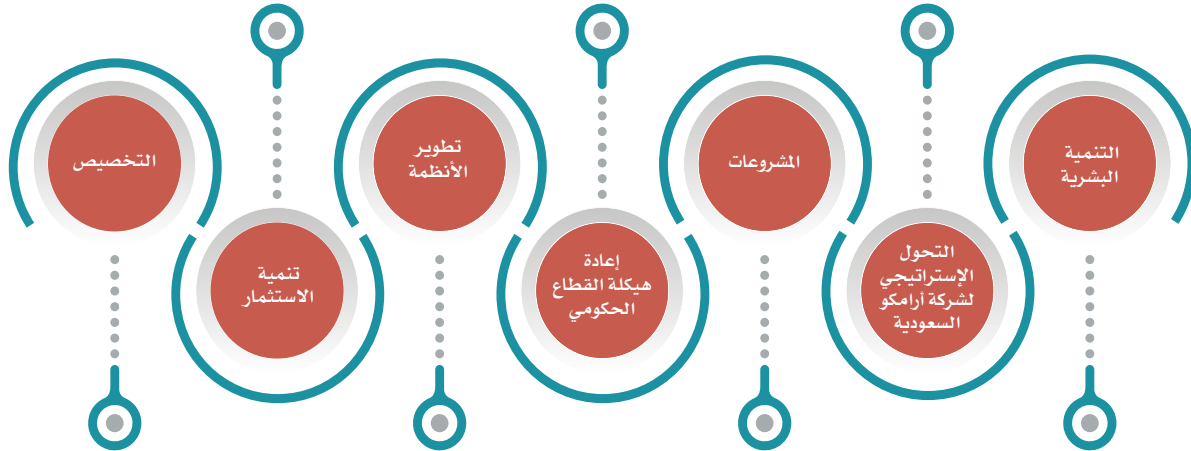 التنمية
البشرية
التحول
الإستراتيجي
لشركة أرامكو
السعودية
المشروعات
إعادة
هيكلة القطاع
الحكومي
تطوير
الأنظمة
تنمية
الاستثمار
التخصيص